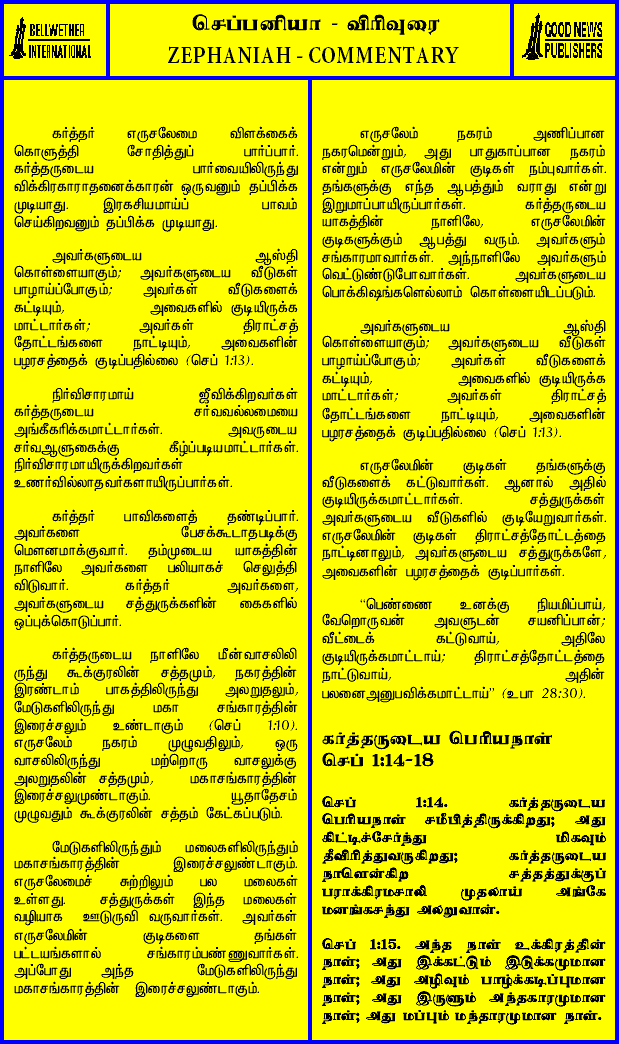 BELLWETHER
INTERNATIONAL
செப்பனியா - விரிவுரை
ZEPHANIAH - COMMENTARY
GOOD NEWS
PUBLISHERS
கர்த்தர் எருசலேமை விளக்கைக்
கொளுத்தி சோதித்துப் பார்ப்பார்.
கர்த்தருடைய பார்வையிலிருந்து
விக்கிரகாராதனைக்காரன் ஒருவனும் தப்பிக்க
முடியாது. இரகசியமாய்ப் பாவம்
செய்கிறவனும் தப்பிக்க முடியாது.
அவர்களுடைய ஆஸ்தி
கொள்ளையாகும்; அவர்களுடைய வீடுகள்
பாழாய்ப்போகும்; அவர்கள் வீடுகளைக்
கட்டியும், அவைகளில் குடியிருக்க
மாட்டார்கள்; அவர்கள் திராட்சத்
தோட்டங்களை நாட்டியும், அவைகளின்
பழரசத்தைக் குடிப்பதில்லை (செப் 1:13).
நிர்விசாரமாய் ஜீவிக்கிறவர்கள்
கர்த்தருடைய சர்வவல்லமையை
அங்கீகரிக்கமாட்டார்கள். அவருடைய
சர்வஆளுகைக்கு கீழ்ப்படியமாட்டார்கள்.
நிர்விசாரமாயிருக்கிறவர்கள்
உணர்வில்லாதவர்களாயிருப்பார்கள்.
கர்த்தர் பாவிகளைத் தண்டிப்பார்.
அவர்களை பேசக்கூடாதபடிக்கு
மௌனமாக்குவார். தம்முடைய யாகத்தின்
நாளிலே அவர்களை பலியாகச் செலுத்தி
விடுவார். கர்த்தர் அவர்களை,
அவர்களுடைய சத்துருக்களின் கைகளில்
ஒப்புக்கொடுப்பார்.
கர்த்தருடைய நாளிலே மீன்வாசலிலி
ருந்து கூக்குரலின் சத்தமும், நகரத்தின்
இரண்டாம் பாகத்திலிருந்து அலறுதலும்,
மேடுகளிலிருந்து மகா சங்காரத்தின்
இரைச்சலும் உண்டாகும் (செப் 1:10).
எருசலேம் நகரம் முழுவதிலும், ஒரு
வாசலிலிருந்து மற்றொரு வாசலுக்கு
அலறுதலின் சத்தமும், மகாசங்காரத்தின்
இரைச்சலுமுண்டாகும். யூதாதேசம்
முழுவதும் கூக்குரலின் சத்தம் கேட்கப்படும்.
மேடுகளிலிருந்தும் மலைகளிலிருந்தும்
மகாசங்காரத்தின் இரைச்சலுண்டாகும்.
எருசலேமைச் சுற்றிலும் பல மலைகள்
உள்ளது. சத்துருக்கள் இந்த மலைகள்
வழியாக ஊடுருவி வருவார்கள். அவர்கள்
எருசலேமின் குடிகளை தங்கள்
பட்டயங்களால் சங்காரம்பண்ணுவார்கள்.
அப்போது அந்த மேடுகளிலிருந்து
மகாசங்காரத்தின் இரைச்சலுண்டாகும்.
எருசலேம் நகரம் அணிப்பான
நகரமென்றும், அது பாதுகாப்பான நகரம்
என்றும் எருசலேமின் குடிகள் நம்புவார்கள்.
தங்களுக்கு எந்த ஆபத்தும் வராது என்று
இறுமாப்பாயிருப்பார்கள். கர்த்தருடைய
யாகத்தின் நாளிலே, எருசலேமின்
குடிகளுக்கும் ஆபத்து வரும். அவர்களும்
சங்காரமாவார்கள். அந்நாளிலே அவர்களும்
வெட்டுண்டுபோவார்கள். அவர்களுடைய
பொக்கிஷங்களெல்லாம் கொள்ளையிடப்படும்.
அவர்களுடைய ஆஸ்தி
கொள்ளையாகும்; அவர்களுடைய வீடுகள்
பாழாய்ப்போகும்; அவர்கள் வீடுகளைக்
கட்டியும், அவைகளில் குடியிருக்க
மாட்டார்கள்; அவர்கள் திராட்சத்
தோட்டங்களை நாட்டியும், அவைகளின்
பழரசத்தைக் குடிப்பதில்லை (செப் 1:13).
எருசலேமின் குடிகள் தங்களுக்கு
வீடுகளைக் கட்டுவார்கள். ஆனால் அதில்
குடியிருக்கமாட்டார்கள். சத்துருக்கள்
அவர்களுடைய வீடுகளில் குடியேறுவார்கள்.
எருசலேமின் குடிகள் திராட்சத்தோட்டத்தை
நாட்டினாலும், அவர்களுடைய சத்துருக்களே,
அவைகளின் பழரசத்தைக் குடிப்பார்கள்.
“பெண்ணை உனக்கு நியமிப்பாய்,
வேறொருவன் அவளுடன் சயனிப்பான்;
வீட்டைக் கட்டுவாய், அதிலே
குடியிருக்கமாட்டாய்; திராட்சத்தோட்டத்தை
நாட்டுவாய், அதின்
பலனைஅனுபவிக்கமாட்டாய்” (உபா 28:30).
கர்த்தருடைய பெரியநாள்
செப் 1:14-18
செப் 1:14. கர்த்தருடைய
பெரியநாள் சமீபித்திருக்கிறது; அது
கிட்டிச்சேர்ந்து மிகவும்
தீவிரித்துவருகிறது; கர்த்தருடைய
நாளென்கிற சத்தத்துக்குப்
பராக்கிரமசாலி முதலாய் அங்கே
மனங்கசந்து அலறுவான்.
செப் 1:15. அந்த நாள் உக்கிரத்தின்
நாள்; அது இக்கட்டும் இடுக்கமுமான
நாள்; அது அழிவும் பாழ்க்கடிப்புமான
நாள்; அது இருளும் அந்தகாரமுமான
நாள்; அது மப்பும் மந்தாரமுமான நாள்.